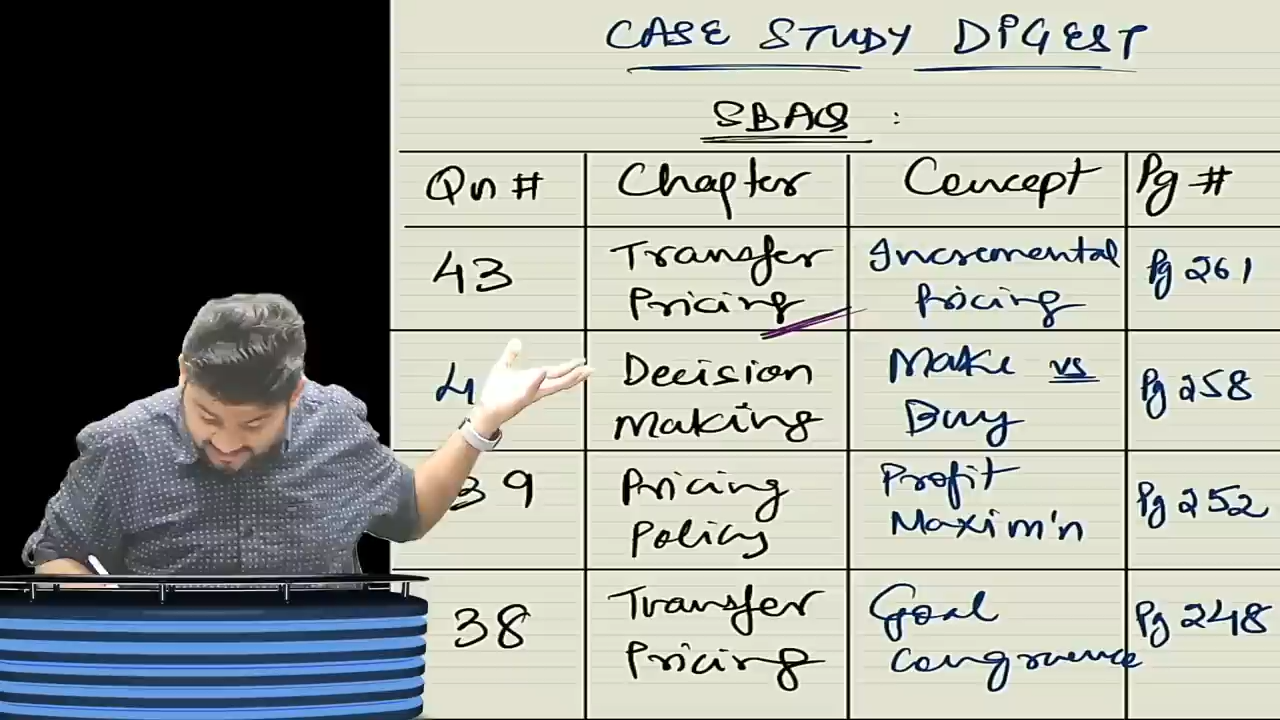 CASE STUDY DIGEST
SBAQ :
Qn # Chapter Concept Pg #
43 Transfer Pricing Incremental Pricing Pg 261
Decision Making Make vs Buy Pg 258
39 Pricing Policy Profit Maxim'n Pg 252
38 Transfer Pricing Goal Congruence Pg 248